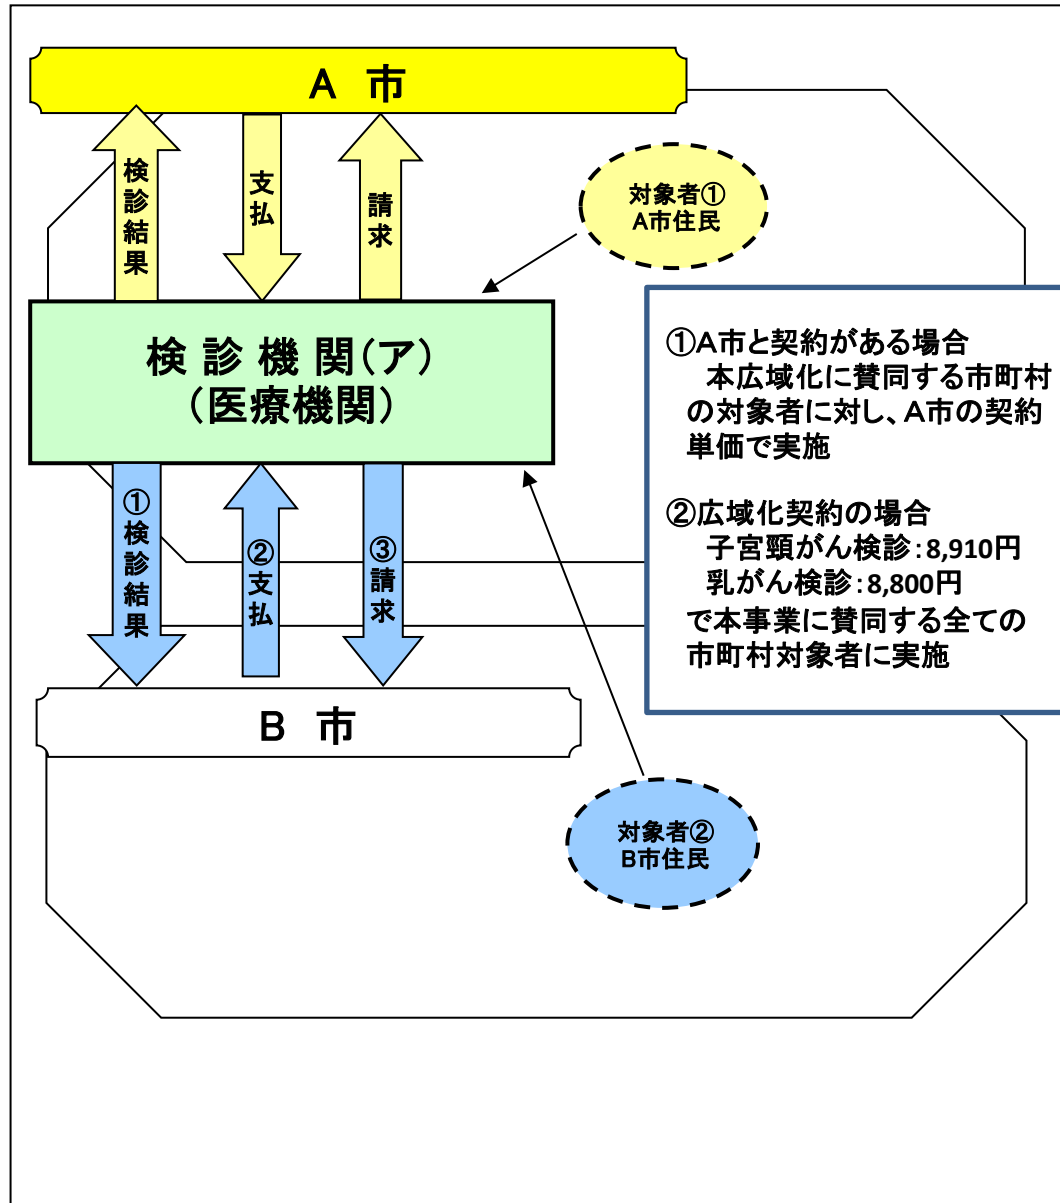 A 市
検診結果
支払
請求
対象者①
A市住民
検 診 機 関(ア)
(医療機関)
①A市と契約がある場合
本広域化に賛同する市町村
の対象者に対し、A市の契約
単価で実施
②広域化契約の場合
子宮頸がん検診:8,910円
乳がん検診:8,800円
で本事業に賛同する全ての
市町村対象者に実施
①検診結果
②支払
③請求
B 市
対象者②
B市住民